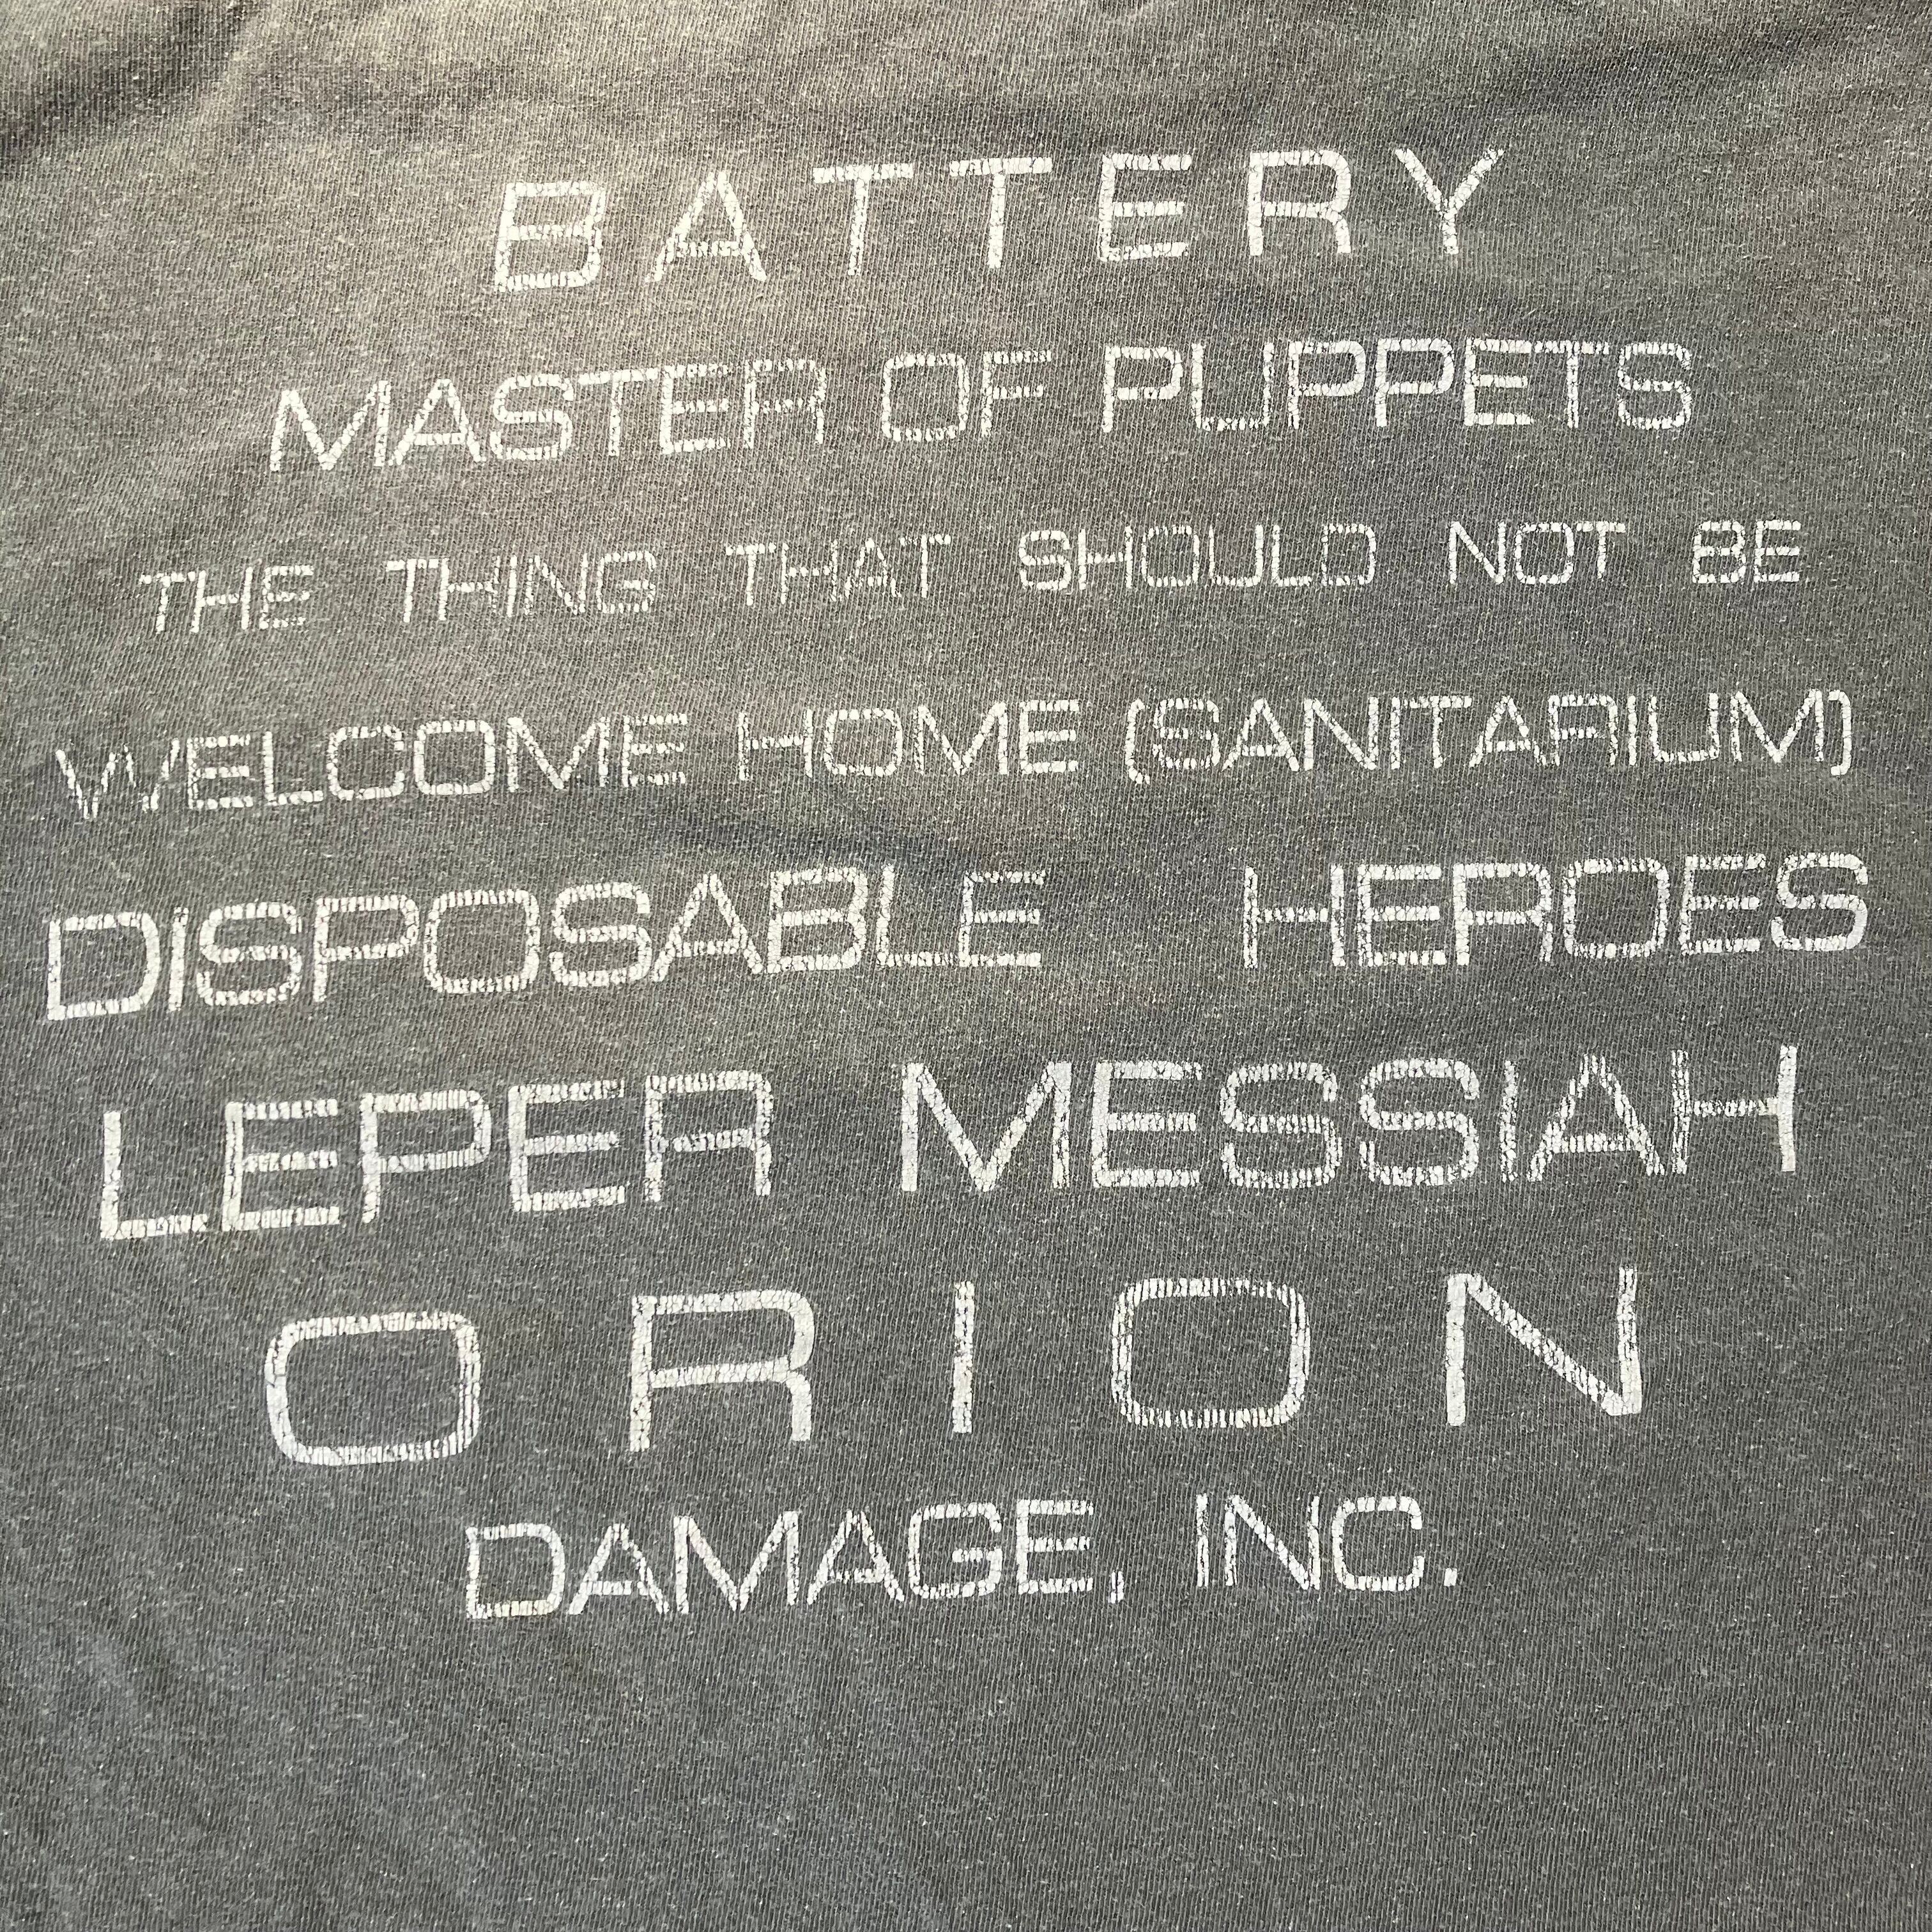 BATTERY
MASTER OF PUPPETS
THE THING THAT SHOULD NOT BE
WELCOME HOME (SANITARIUM)
DISPOSABLE HEROES
LEPER MESSIAH
ORION
DAMAGE, INC.